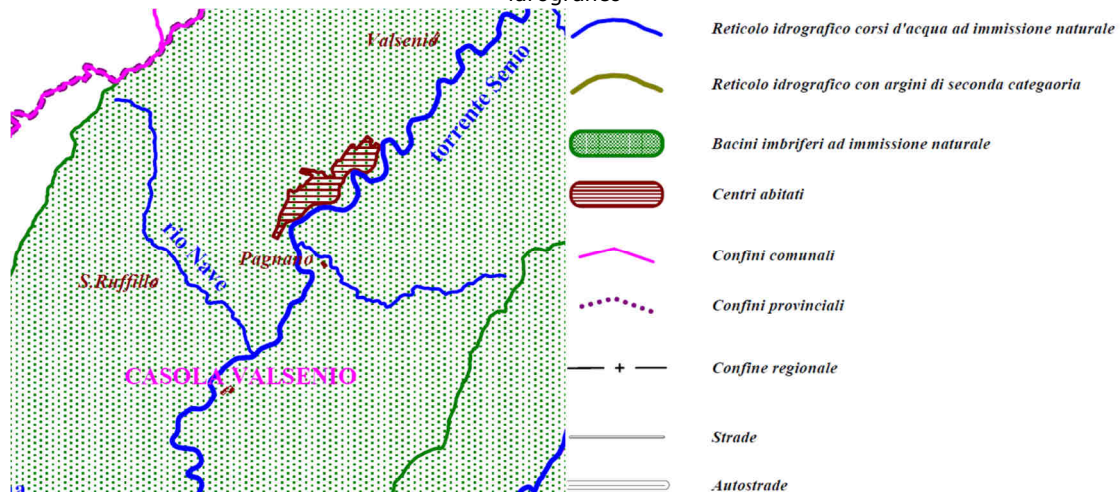 idrografico
Valsenio
torrente Senio
rio Nave
Pagnano
S.Ruffillo
CASOLA VALSENIO
Reticolo idrografico corsi d'acqua ad immissione naturale
Reticolo idrografico con argini di seconda categaoria
Bacini imbriferi ad immissione naturale
Centri abitati
Confini comunali
Confini provinciali
Confine regionale
Strade
Autostrade